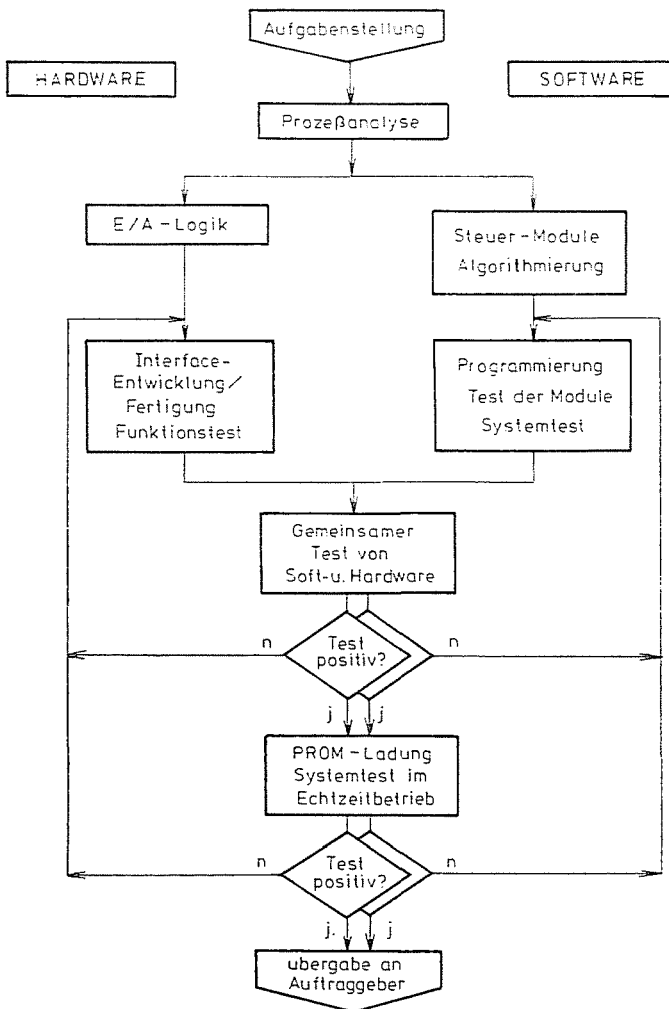 Aufgabenstellung
HARDWARE
SOFTWARE
Prozeßanalyse
E/A-Logik
Steuer-Module
Algorithmierung
Interface-
Entwicklung/
Fertigung
Funktionstest
Programmierung
Test der Module
Systemtest
Gemeinsamer
Test von
Soft-u. Hardware
n
Test
positiv?
n
j
j
PROM-Ladung
Systemtest im
Echtzeitbetrieb
n
Test
positiv?
n
j.
j
ubergabe an
Auftraggeber